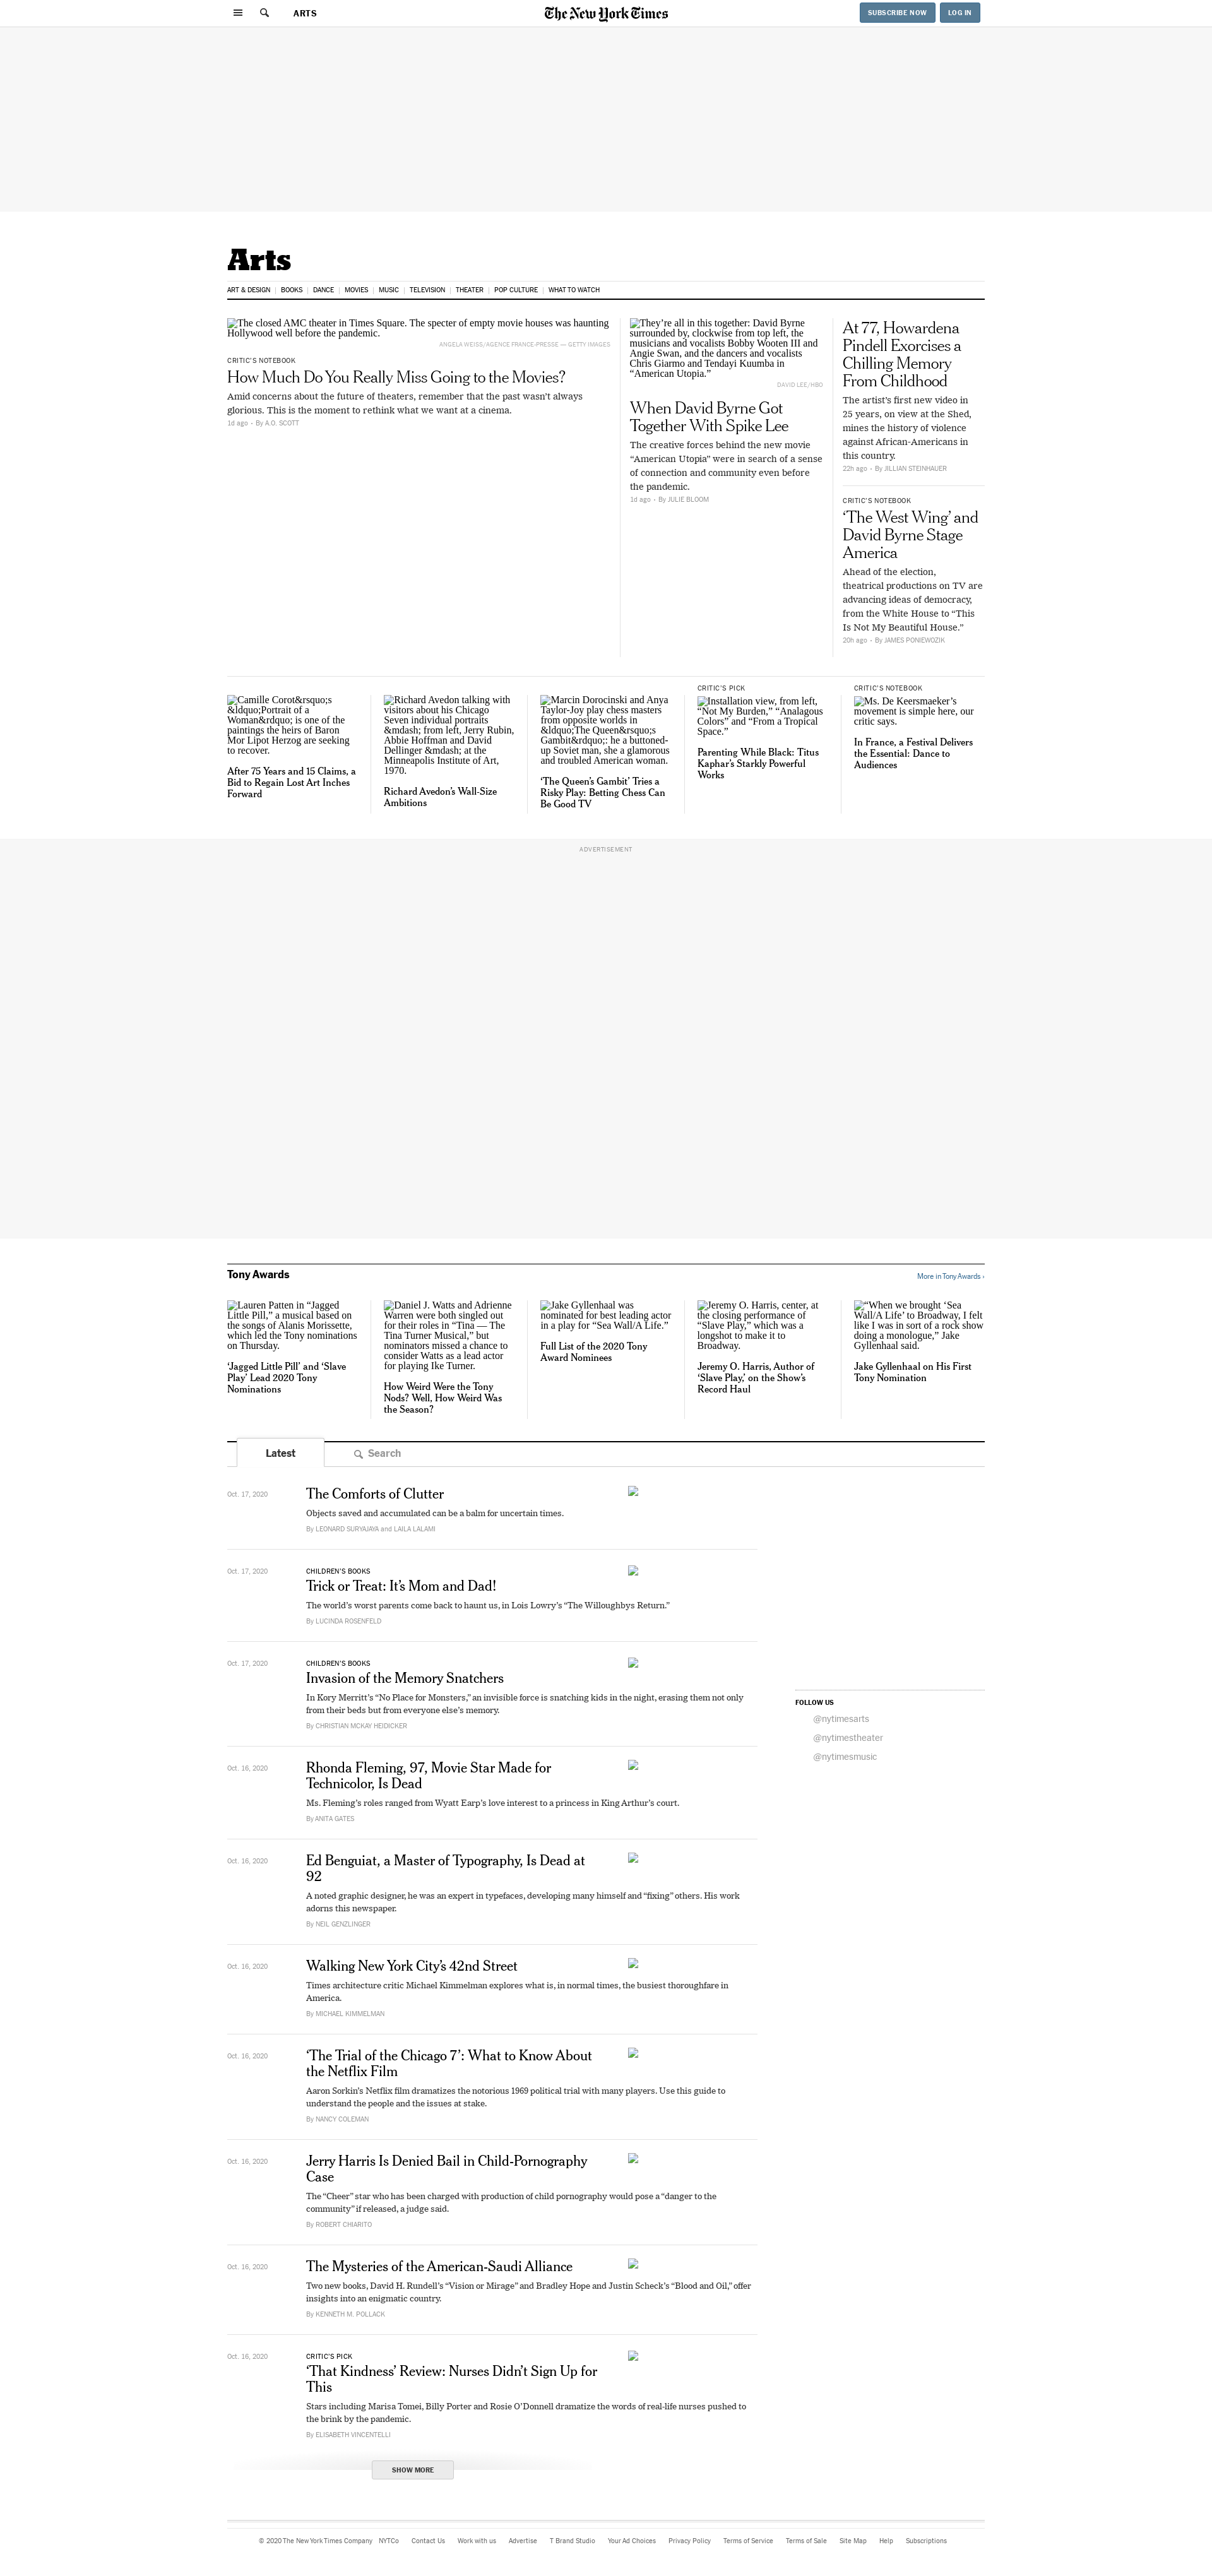 ARTS
The New York Times
SUBSCRIBE NOW
LOG IN
Arts
ART & DESIGN
BOOKS
DANCE
MOVIES
MUSIC
TELEVISION
THEATER
POP CULTURE
WHAT TO WATCH
The closed AMC theater in Times Square. The specter of empty movie houses was haunting
Hollywood well before the pandemic.
ANGELA WEISS/AGENCE FRANCE-PRESSE — GETTY IMAGES
CRITIC'S NOTEBOOK
How Much Do You Really Miss Going to the Movies?
Amid concerns about the future of theaters, remember that the past wasn't always
glorious. This is the moment to rethink what we want at a cinema.
1d ago • By A.O. SCOTT
They're all in this together: David Byrne
surrounded by, clockwise from top left, the
musicians and vocalists Bobby Wooten III and
Angie Swan, and the dancers and vocalists
Chris Giarmo and Tendayi Kuumba in
“American Utopia.”
DAVID LEE/HBO
When David Byrne Got
Together With Spike Lee
The creative forces behind the new movie
“American Utopia” were in search of a sense
of connection and community even before
the pandemic.
1d ago • By JULIE BLOOM
At 77, Howardena
Pindell Exorcises a
Chilling Memory
From Childhood
The artist's first new video in
25 years, on view at the Shed,
mines the history of violence
against African-Americans in
this country.
22h ago • By JILLIAN STEINHAUER
CRITIC'S NOTEBOOK
‘The West Wing’ and
David Byrne Stage
America
Ahead of the election,
theatrical productions on TV are
advancing ideas of democracy,
from the White House to “This
Is Not My Beautiful House.”
20h ago • By JAMES PONIEWOZIK
Camille Corot&rsquo;s
&ldquo;Portrait of a
Woman&rdquo; is one of the
paintings the heirs of Baron
Mor Lipot Herzog are seeking
to recover.
After 75 Years and 15 Claims, a
Bid to Regain Lost Art Inches
Forward
Richard Avedon talking with
visitors about his Chicago
Seven individual portraits
&mdash; from left, Jerry Rubin,
Abbie Hoffman and David
Dellinger &mdash; at the
Minneapolis Institute of Art,
1970.
Richard Avedon's Wall-Size
Ambitions
Marcin Dorocinski and Anya
Taylor-Joy play chess masters
from opposite worlds in
&ldquo;The Queen&rsquo;s
Gambit&rdquo;: he a buttoned-
up Soviet man, she a glamorous
and troubled American woman.
‘The Queen's Gambit’ Tries a
Risky Play: Betting Chess Can
Be Good TV
CRITIC'S PICK
Installation view, from left,
“Not My Burden,” “Analagous
Colors” and “From a Tropical
Space.”
Parenting While Black: Titus
Kaphar's Starkly Powerful
Works
CRITIC'S NOTEBOOK
Ms. De Keersmaeker's
movement is simple here, our
critic says.
In France, a Festival Delivers
the Essential: Dance to
Audiences
ADVERTISEMENT
Tony Awards
More in Tony Awards ›
Lauren Patten in “Jagged
Little Pill,” a musical based on
the songs of Alanis Morissette,
which led the Tony nominations
on Thursday.
‘Jagged Little Pill’ and ‘Slave
Play’ Lead 2020 Tony
Nominations
Daniel J. Watts and Adrienne
Warren were both singled out
for their roles in “Tina — The
Tina Turner Musical,” but
nominators missed a chance to
consider Watts as a lead actor
for playing Ike Turner.
How Weird Were the Tony
Nods? Well, How Weird Was
the Season?
Jake Gyllenhaal was
nominated for best leading actor
in a play for “Sea Wall/A Life.”
Full List of the 2020 Tony
Award Nominees
Jeremy O. Harris, center, at
the closing performance of
“Slave Play,” which was a
longshot to make it to
Broadway.
Jeremy O. Harris, Author of
‘Slave Play,’ on the Show's
Record Haul
“When we brought ‘Sea
Wall/A Life’ to Broadway, I felt
like I was in sort of a rock show
doing a monologue,” Jake
Gyllenhaal said.
Jake Gyllenhaal on His First
Tony Nomination
Latest
Search
Oct. 17, 2020
The Comforts of Clutter
Objects saved and accumulated can be a balm for uncertain times.
By LEONARD SURYAJAYA and LAILA LALAMI
Oct. 17, 2020
CHILDREN'S BOOKS
Trick or Treat: It's Mom and Dad!
The world's worst parents come back to haunt us, in Lois Lowry's “The Willoughbys Return.”
By LUCINDA ROSENFELD
Oct. 17, 2020
CHILDREN'S BOOKS
Invasion of the Memory Snatchers
In Kory Merritt's “No Place for Monsters,” an invisible force is snatching kids in the night, erasing them not only
from their beds but from everyone else's memory.
By CHRISTIAN MCKAY HEIDICKER
FOLLOW US
@nytimesarts
@nytimestheater
@nytimesmusic
Oct. 16, 2020
Rhonda Fleming, 97, Movie Star Made for
Technicolor, Is Dead
Ms. Fleming's roles ranged from Wyatt Earp's love interest to a princess in King Arthur's court.
By ANITA GATES
Oct. 16, 2020
Ed Benguiat, a Master of Typography, Is Dead at
92
A noted graphic designer, he was an expert in typefaces, developing many himself and “fixing” others. His work
adorns this newspaper.
By NEIL GENZLINGER
Oct. 16, 2020
Walking New York City's 42nd Street
Times architecture critic Michael Kimmelman explores what is, in normal times, the busiest thoroughfare in
America.
By MICHAEL KIMMELMAN
Oct. 16, 2020
‘The Trial of the Chicago 7’: What to Know About
the Netflix Film
Aaron Sorkin's Netflix film dramatizes the notorious 1969 political trial with many players. Use this guide to
understand the people and the issues at stake.
By NANCY COLEMAN
Oct. 16, 2020
Jerry Harris Is Denied Bail in Child-Pornography
Case
The “Cheer” star who has been charged with production of child pornography would pose a “danger to the
community” if released, a judge said.
By ROBERT CHIARITO
Oct. 16, 2020
The Mysteries of the American-Saudi Alliance
Two new books, David H. Rundell's “Vision or Mirage” and Bradley Hope and Justin Scheck's “Blood and Oil,” offer
insights into an enigmatic country.
By KENNETH M. POLLACK
Oct. 16, 2020
CRITIC'S PICK
‘That Kindness’ Review: Nurses Didn't Sign Up for
This
Stars including Marisa Tomei, Billy Porter and Rosie O'Donnell dramatize the words of real-life nurses pushed to
the brink by the pandemic.
By ELISABETH VINCENTELLI
SHOW MORE
© 2020 The New York Times Company
NYTCo
Contact Us
Work with us
Advertise
T Brand Studio
Your Ad Choices
Privacy Policy
Terms of Service
Terms of Sale
Site Map
Help
Subscriptions